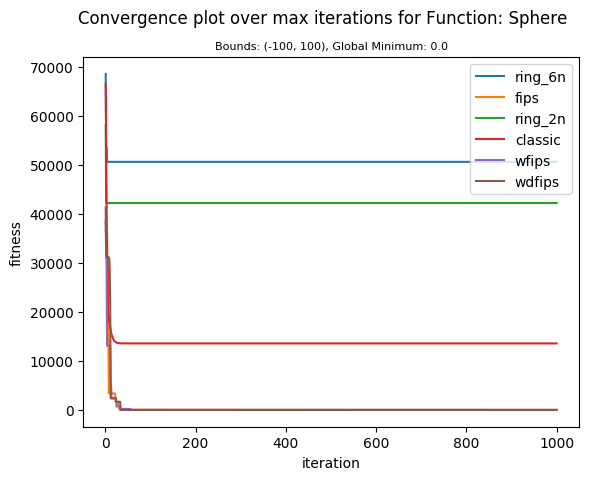 Convergence plot over max iterations for Function: Sphere
Bounds: (-100, 100), Global Minimum: 0.0
70000
60000
50000
40000
30000
20000
10000
0
fitness
ring_6n
fips
ring_2n
classic
wfips
wdfips
0 200 400 600 800 1000
iteration